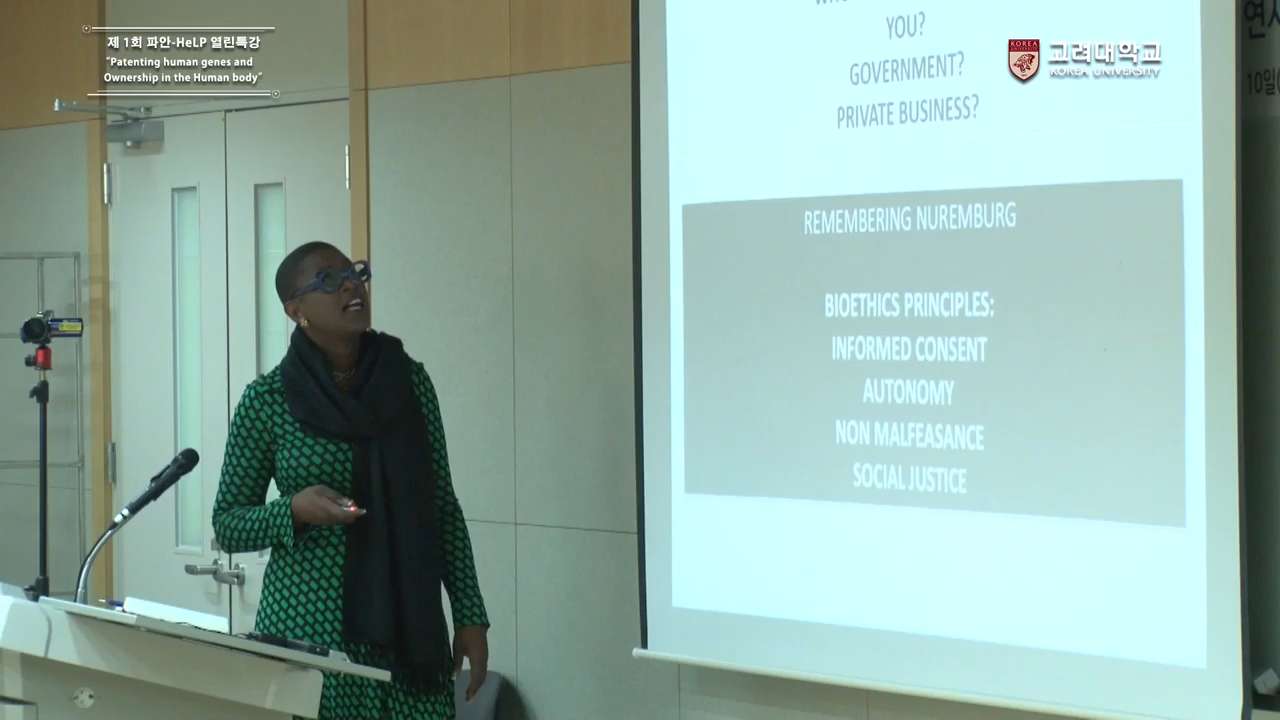 제 1회 파안-HeLP 열린특강
"Patenting human genes and
Ownership in the Human body"
KOREA
고려대학교
KOREA UNIVERSITY
YOU?
GOVERNMENT?
PRIVATE BUSINESS?
REMEMBERING NUREMBURG
BIOETHICS PRINCIPLES:
INFORMED CONSENT
AUTONOMY
NON MALFEASANCE
SOCIAL JUSTICE
10일